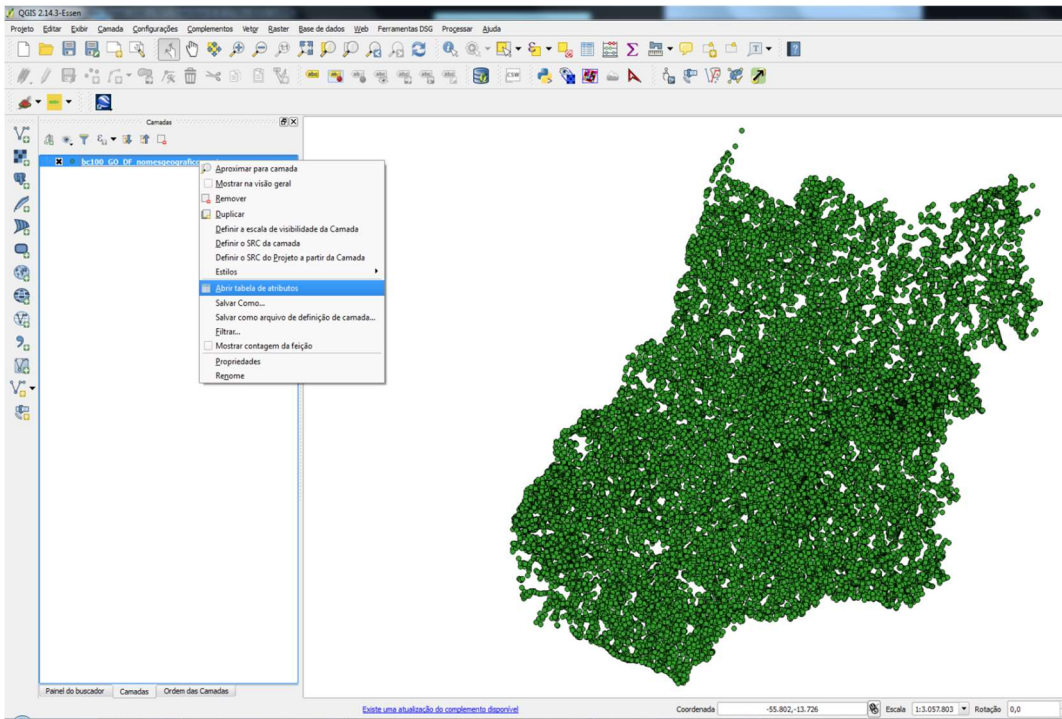 QGIS 2.14.3-Essen
Projeto Editar Exibir Camada Configurações Complementos Vetor Raster Base de dados Web Ferramentas DSG Processar Ajuda
Camadas
bc100_GO_DF_nomesgeograficos
Aproximar para camada
Mostrar na visão geral
Remover
Duplicar
Definir a escala de visibilidade da Camada
Definir o SRC da camada
Definir o SRC do Projeto a partir da Camada
Estilos
Abrir tabela de atributos
Salvar Como...
Salvar como arquivo de definição de camada...
Filtrar...
Mostrar contagem da feição
Propriedades
Renome
Painel do buscador Camadas Ordem das Camadas
Existe uma atualização do complemento disponível Coordenada -55.802,-13.726 Escala 1:3.057.803 Rotação 0,0